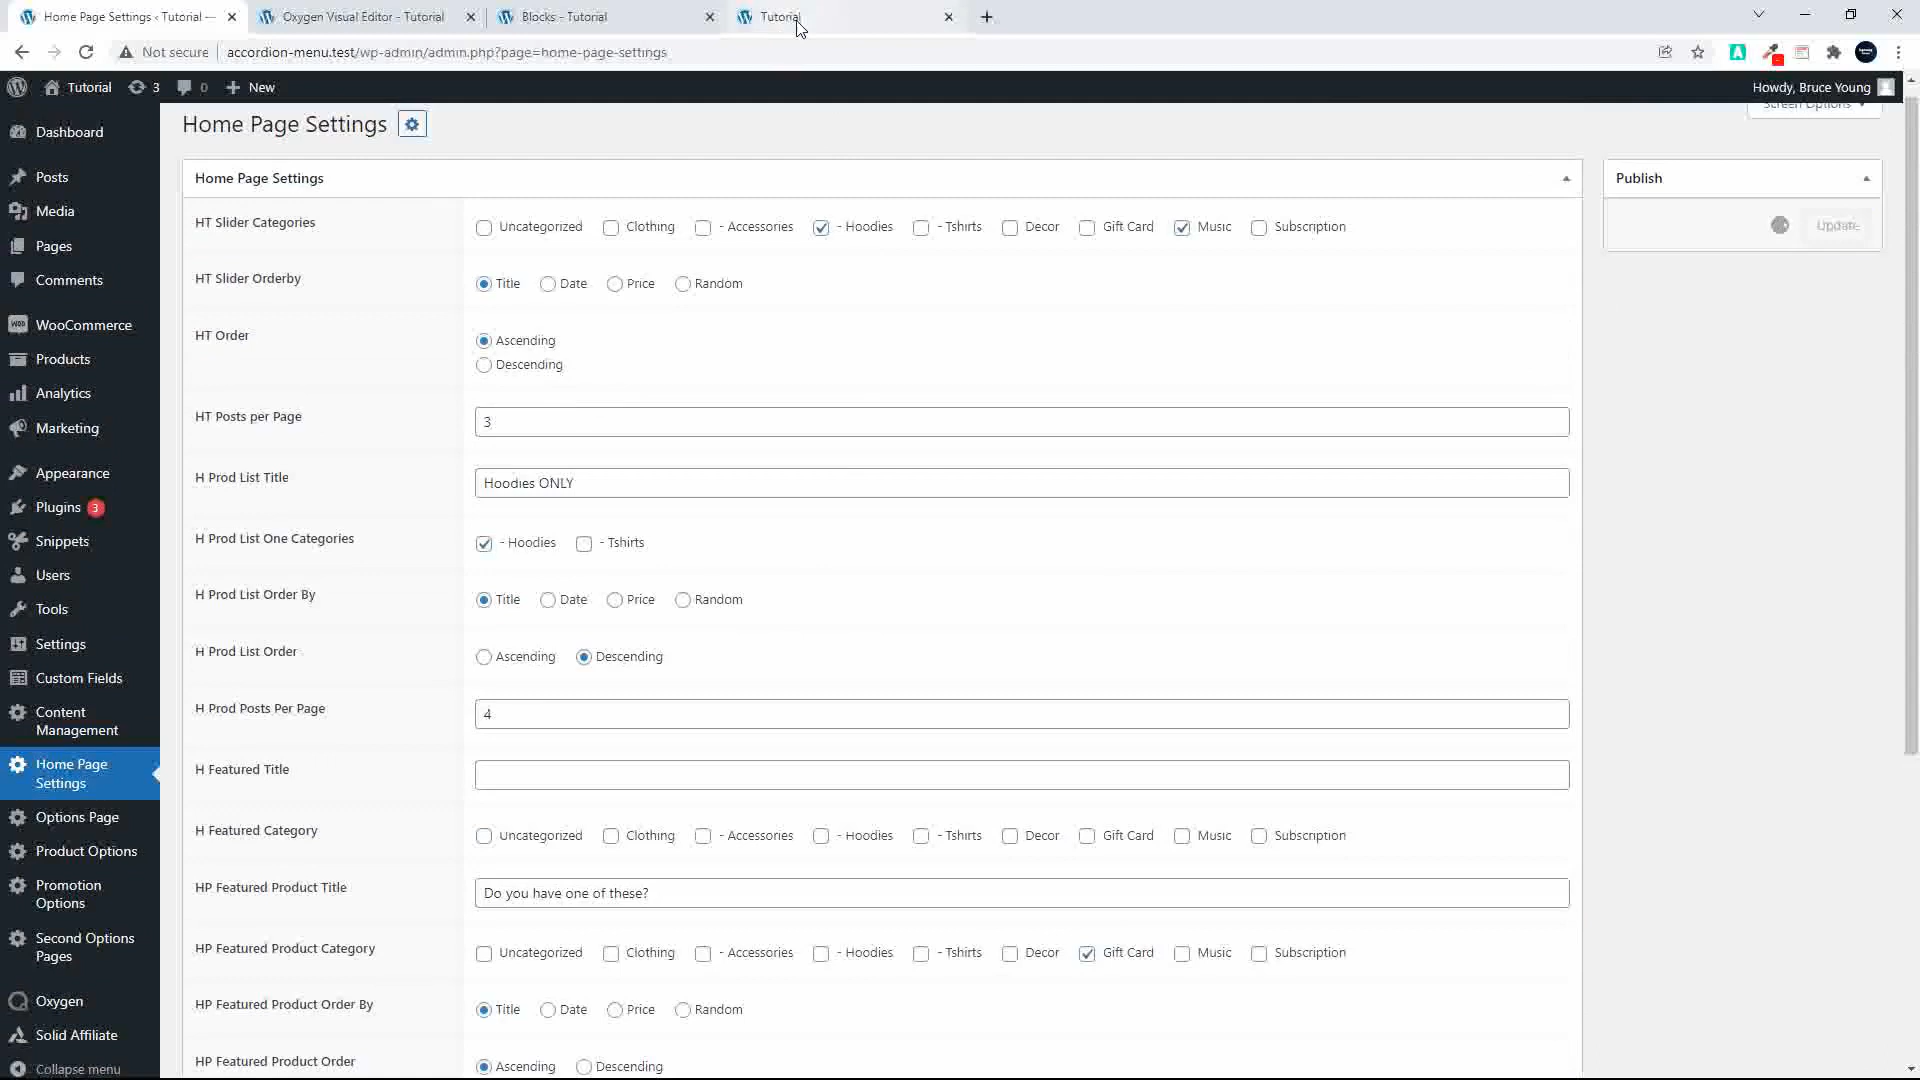 Home Page Settings ‹ Tutorial —
Oxygen Visual Editor - Tutorial
Blocks - Tutorial
Tutorial
Not secure
accordion-menu.test/wp-admin/admin.php?page=home-page-settings
Tutorial
3
0
New
Howdy, Bruce Young
Screen Options
Dashboard
Posts
Media
Pages
Comments
WooCommerce
Products
Analytics
Marketing
Appearance
Plugins 3
Snippets
Users
Tools
Settings
Custom Fields
Content
Management
Home Page
Settings
Options Page
Product Options
Promotion
Options
Second Options
Pages
Oxygen
Solid Affiliate
Collapse menu
Home Page Settings
Home Page Settings
HT Slider Categories
Uncategorized Clothing - Accessories - Hoodies - Tshirts Decor Gift Card Music Subscription
HT Slider Orderby
Title Date Price Random
HT Order
Ascending
Descending
HT Posts per Page
3
H Prod List Title
Hoodies ONLY
H Prod List One Categories
- Hoodies - Tshirts
H Prod List Order By
Title Date Price Random
H Prod List Order
Ascending Descending
H Prod Posts Per Page
4
H Featured Title
H Featured Category
Uncategorized Clothing - Accessories - Hoodies - Tshirts Decor Gift Card Music Subscription
HP Featured Product Title
Do you have one of these?
HP Featured Product Category
Uncategorized Clothing - Accessories - Hoodies - Tshirts Decor Gift Card Music Subscription
HP Featured Product Order By
Title Date Price Random
HP Featured Product Order
Ascending Descending
Publish
Update